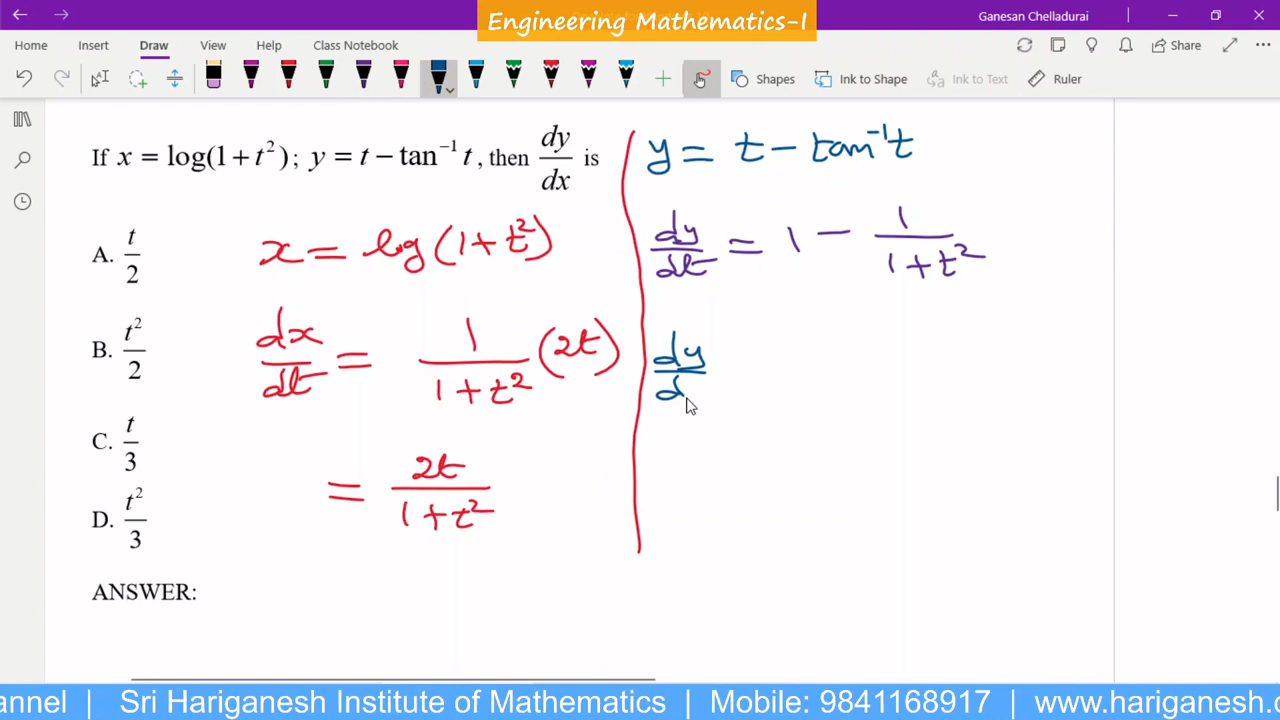 Engineering Mathematics-I
Ganesan Chelladurai
Home Insert Draw View Help Class Notebook
Share
Shapes Ink to Shape Ink to Text Ruler
If x = log(1 + t²); y = t − tan⁻¹ t, then dy/dx is
A. t/2
B. t²/2
C. t/3
D. t²/3
ANSWER:
x = log(1+t²)
dx/dt = 1/(1+t²) (2t)
= 2t/(1+t²)
y = t − tan⁻¹t
dy/dt = 1 − 1/(1+t²)
dy/d
annel | Sri Hariganesh Institute of Mathematics | Mobile: 9841168917 | www.hariganesh.c